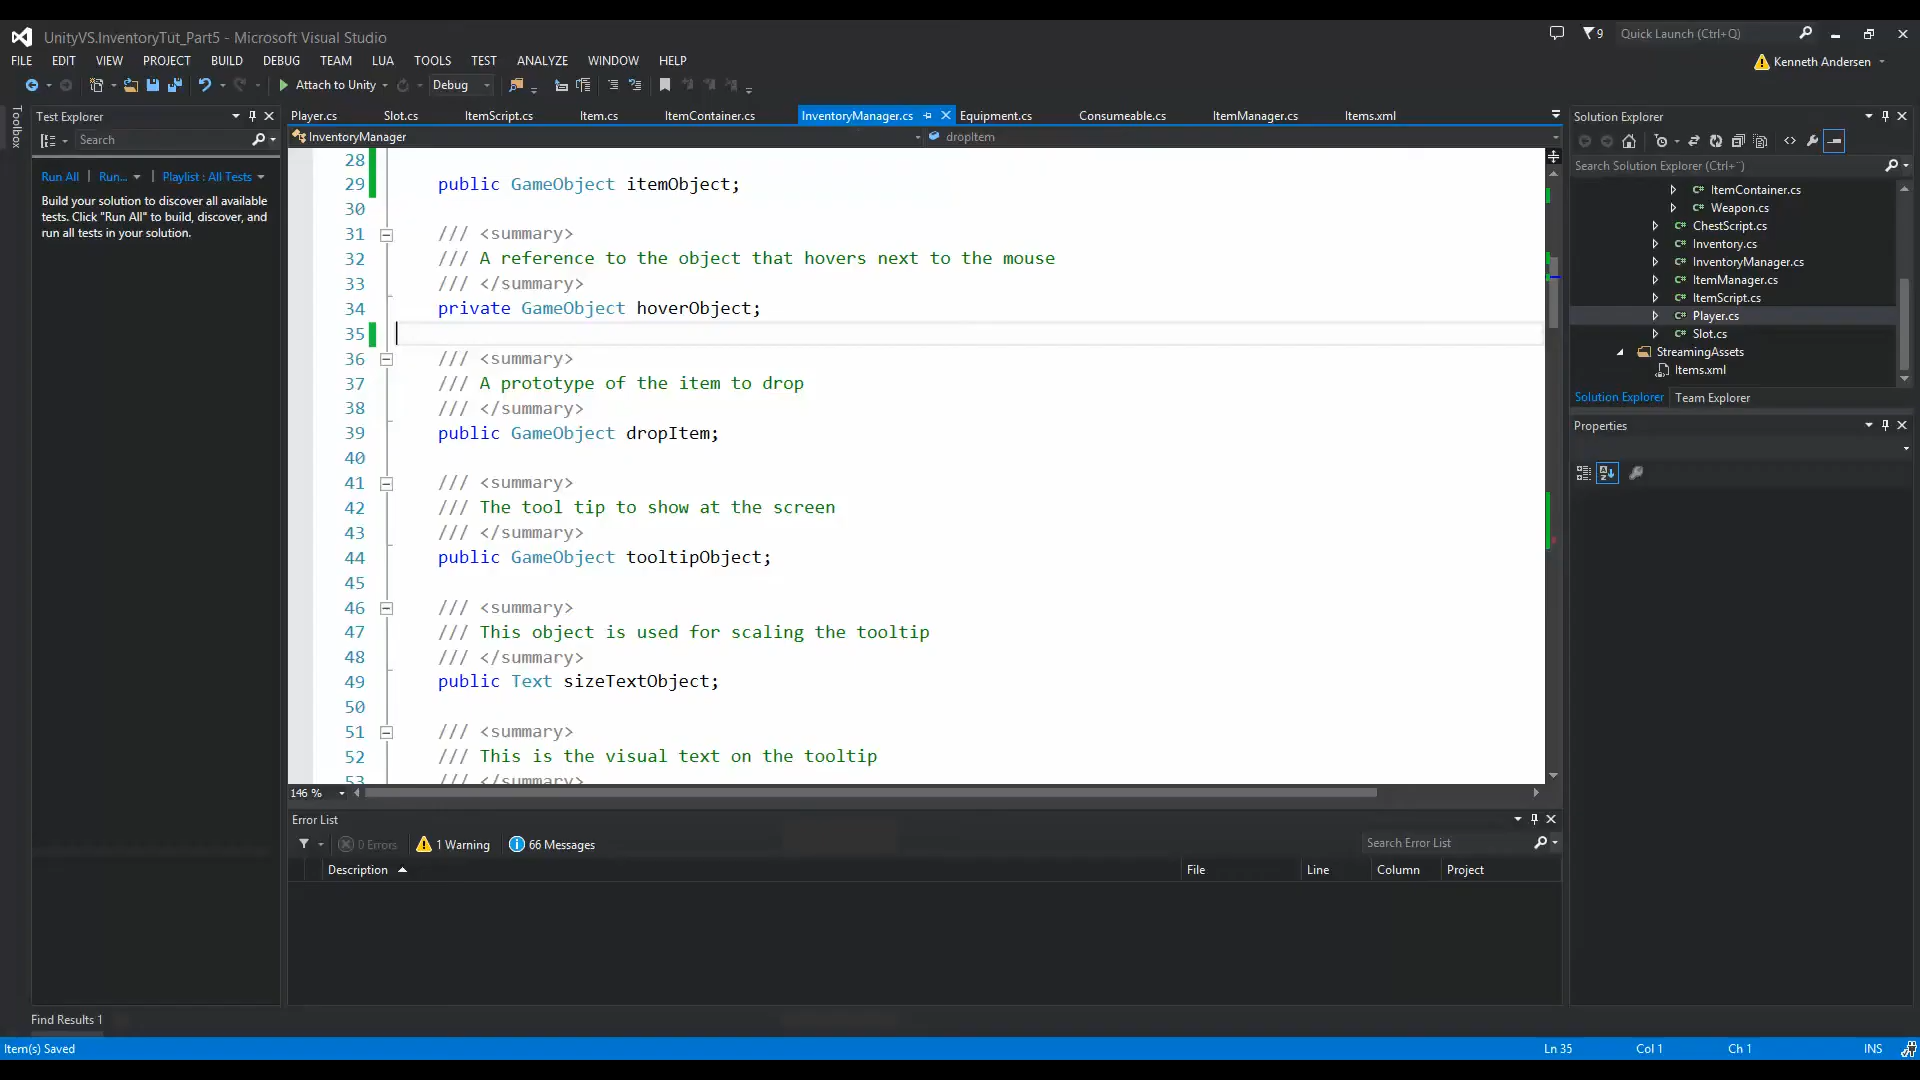 UnityVS.InventoryTut_Part5 - Microsoft Visual Studio
9
Quick Launch (Ctrl+Q)
FILE EDIT VIEW PROJECT BUILD DEBUG TEAM LUA TOOLS TEST ANALYZE WINDOW HELP
Kenneth Andersen
Attach to Unity
Debug
Toolbox
Test Explorer
Search
Run All | Run... | Playlist : All Tests
Build your solution to discover all available
tests. Click "Run All" to build, discover, and
run all tests in your solution.
Player.cs Slot.cs ItemScript.cs Item.cs ItemContainer.cs InventoryManager.cs Equipment.cs Consumeable.cs ItemManager.cs Items.xml
InventoryManager dropItem
28
29 public GameObject itemObject;
30
31 /// <summary>
32 /// A reference to the object that hovers next to the mouse
33 /// </summary>
34 private GameObject hoverObject;
35
36 /// <summary>
37 /// A prototype of the item to drop
38 /// </summary>
39 public GameObject dropItem;
40
41 /// <summary>
42 /// The tool tip to show at the screen
43 /// </summary>
44 public GameObject tooltipObject;
45
46 /// <summary>
47 /// This object is used for scaling the tooltip
48 /// </summary>
49 public Text sizeTextObject;
50
51 /// <summary>
52 /// This is the visual text on the tooltip
53 /// </summary>
146 %
Error List
0 Errors 1 Warning 66 Messages
Search Error List
Description File Line Column Project
Solution Explorer
Search Solution Explorer (Ctrl+¨)
C# ItemContainer.cs
C# Weapon.cs
C# ChestScript.cs
C# Inventory.cs
C# InventoryManager.cs
C# ItemManager.cs
C# ItemScript.cs
C# Player.cs
C# Slot.cs
StreamingAssets
Items.xml
Solution Explorer Team Explorer
Properties
Find Results 1
Item(s) Saved
Ln 35 Col 1 Ch 1 INS